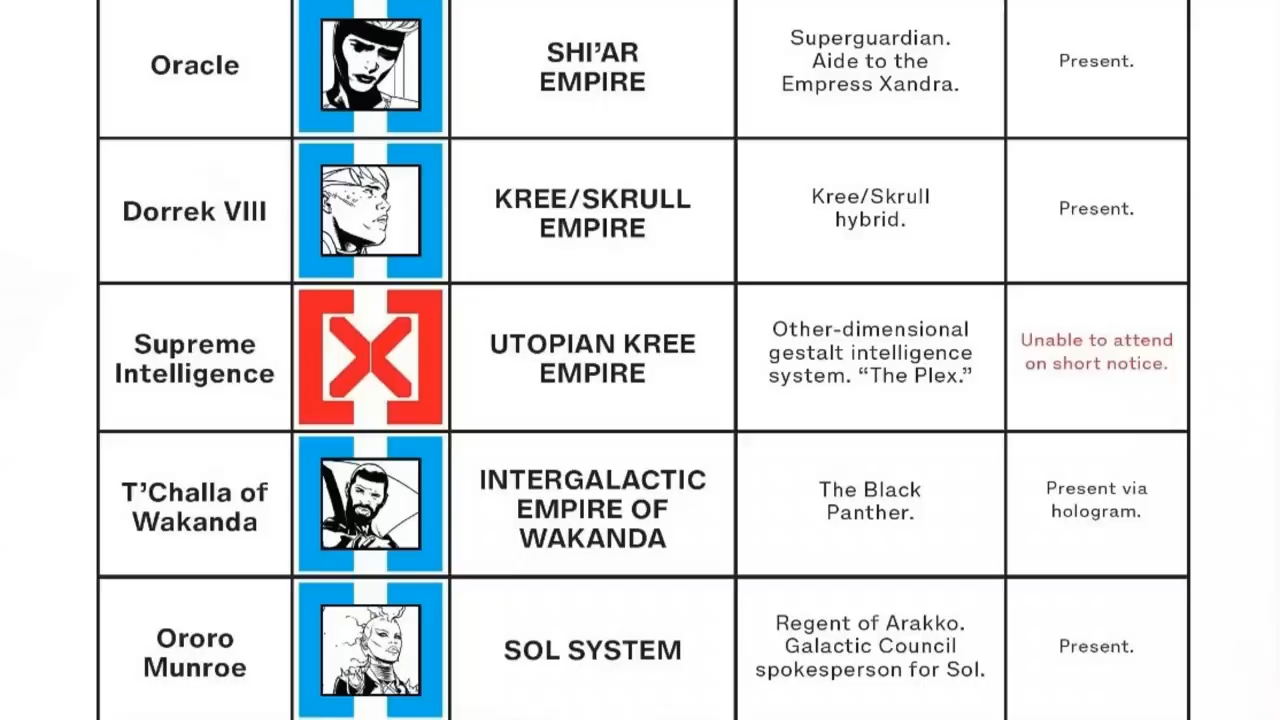 Oracle
SHI'AR
EMPIRE
Superguardian.
Aide to the
Empress Xandra.
Present.
Dorrek VIII
KREE/SKRULL
EMPIRE
Kree/Skrull
hybrid.
Present.
Supreme
Intelligence
UTOPIAN KREE
EMPIRE
Other-dimensional
gestalt intelligence
system. “The Plex.”
Unable to attend
on short notice.
T'Challa of
Wakanda
INTERGALACTIC
EMPIRE OF
WAKANDA
The Black
Panther.
Present via
hologram.
Ororo
Munroe
SOL SYSTEM
Regent of Arakko.
Galactic Council
spokesperson for Sol.
Present.